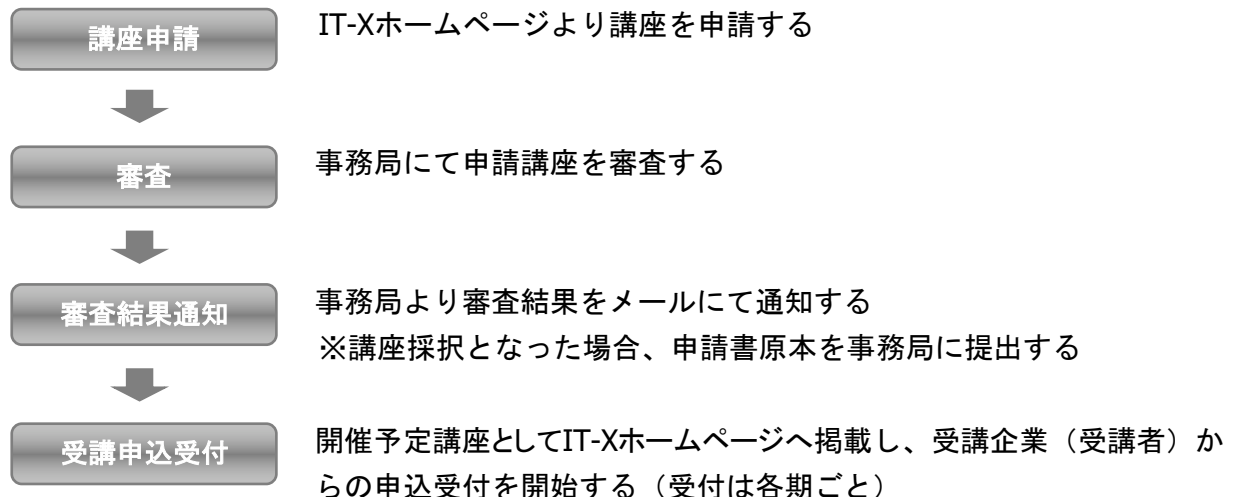 講座申請
IT-Xホームページより講座を申請する
審査
事務局にて申請講座を審査する
審査結果通知
事務局より審査結果をメールにて通知する
※講座採択となった場合、申請書原本を事務局に提出する
受講申込受付
開催予定講座としてIT-Xホームページへ掲載し、受講企業（受講者）か
らの申込受付を開始する（受付は各期ごと）